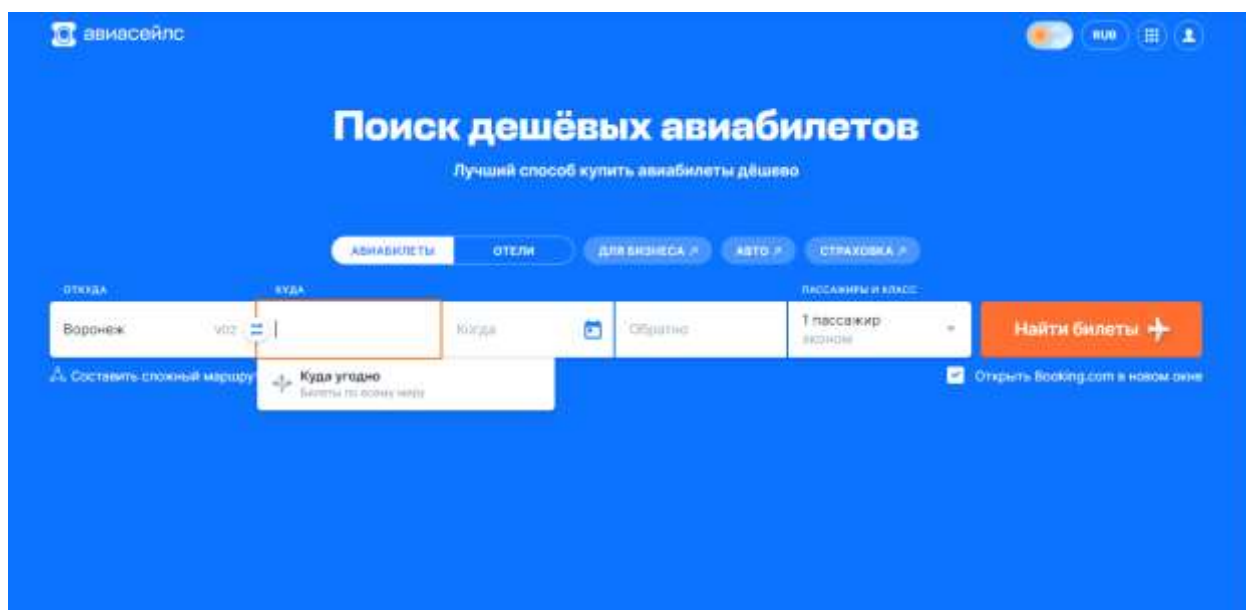 авиасейлс
RUB
Поиск дешёвых авиабилетов
Лучший способ купить авиабилеты дёшево
АВИАБИЛЕТЫ ОТЕЛИ ДЛЯ БИЗНЕСА ↗ АВТО ↗ СТРАХОВКА ↗
ОТКУДА КУДА ПАССАЖИРЫ И КЛАСС
Воронеж VOZ Когда Обратно 1 пассажир Найти билеты
эконом
Составить сложный маршру Открыть Booking.com в новом окне
Куда угодно
Билеты по всему миру